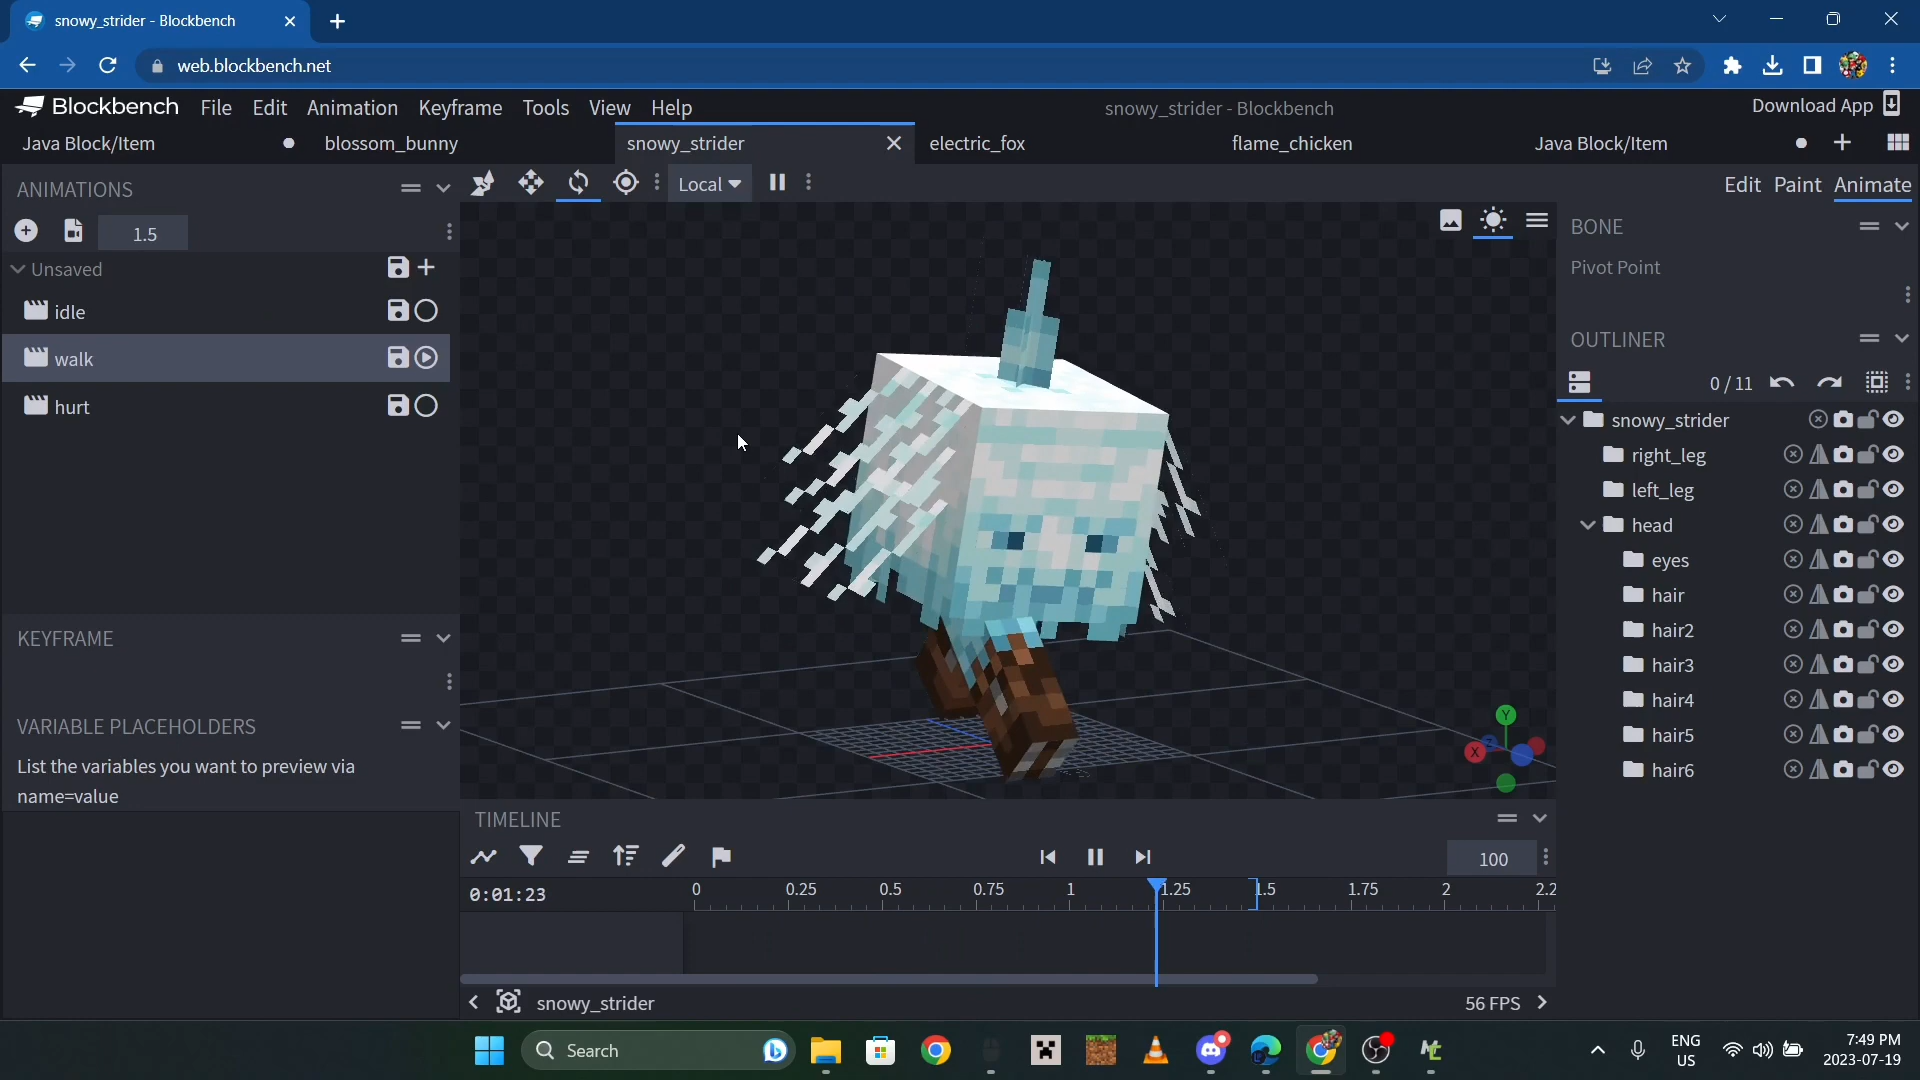 snowy_strider - Blockbench
web.blockbench.net
Blockbench File Edit Animation Keyframe Tools View Help
snowy_strider - Blockbench
Download App
Java Block/Item
blossom_bunny
snowy_strider
electric_fox
flame_chicken
Java Block/Item
ANIMATIONS
Local
Edit Paint Animate
1.5
Unsaved
idle
walk
hurt
BONE
Pivot Point
OUTLINER
0 / 11
snowy_strider
right_leg
left_leg
head
eyes
hair
hair2
hair3
hair4
hair5
hair6
KEYFRAME
VARIABLE PLACEHOLDERS
List the variables you want to preview via
name=value
Y
X
Z
TIMELINE
100
0:01:23
0 0.25 0.5 0.75 1 1.25 1.5 1.75 2 2.2
snowy_strider
56 FPS
Search
ENG
US
7:49 PM
2023-07-19